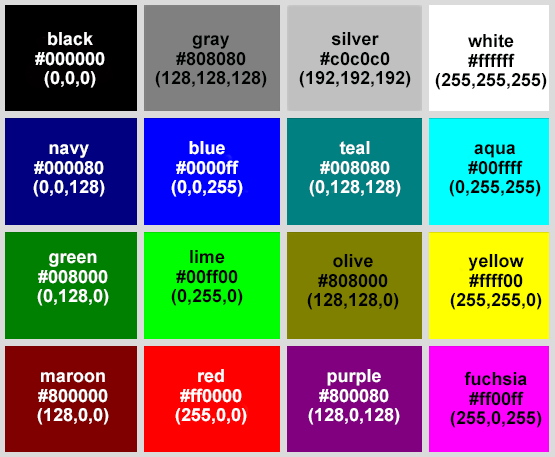 black
#000000
(0,0,0)
gray
#808080
(128,128,128)
silver
#c0c0c0
(192,192,192)
white
#ffffff
(255,255,255)
navy
#000080
(0,0,128)
blue
#0000ff
(0,0,255)
teal
#008080
(0,128,128)
aqua
#00ffff
(0,255,255)
green
#008000
(0,128,0)
lime
#00ff00
(0,255,0)
olive
#808000
(128,128,0)
yellow
#ffff00
(255,255,0)
maroon
#800000
(128,0,0)
red
#ff0000
(255,0,0)
purple
#800080
(128,0,128)
fuchsia
#ff00ff
(255,0,255)